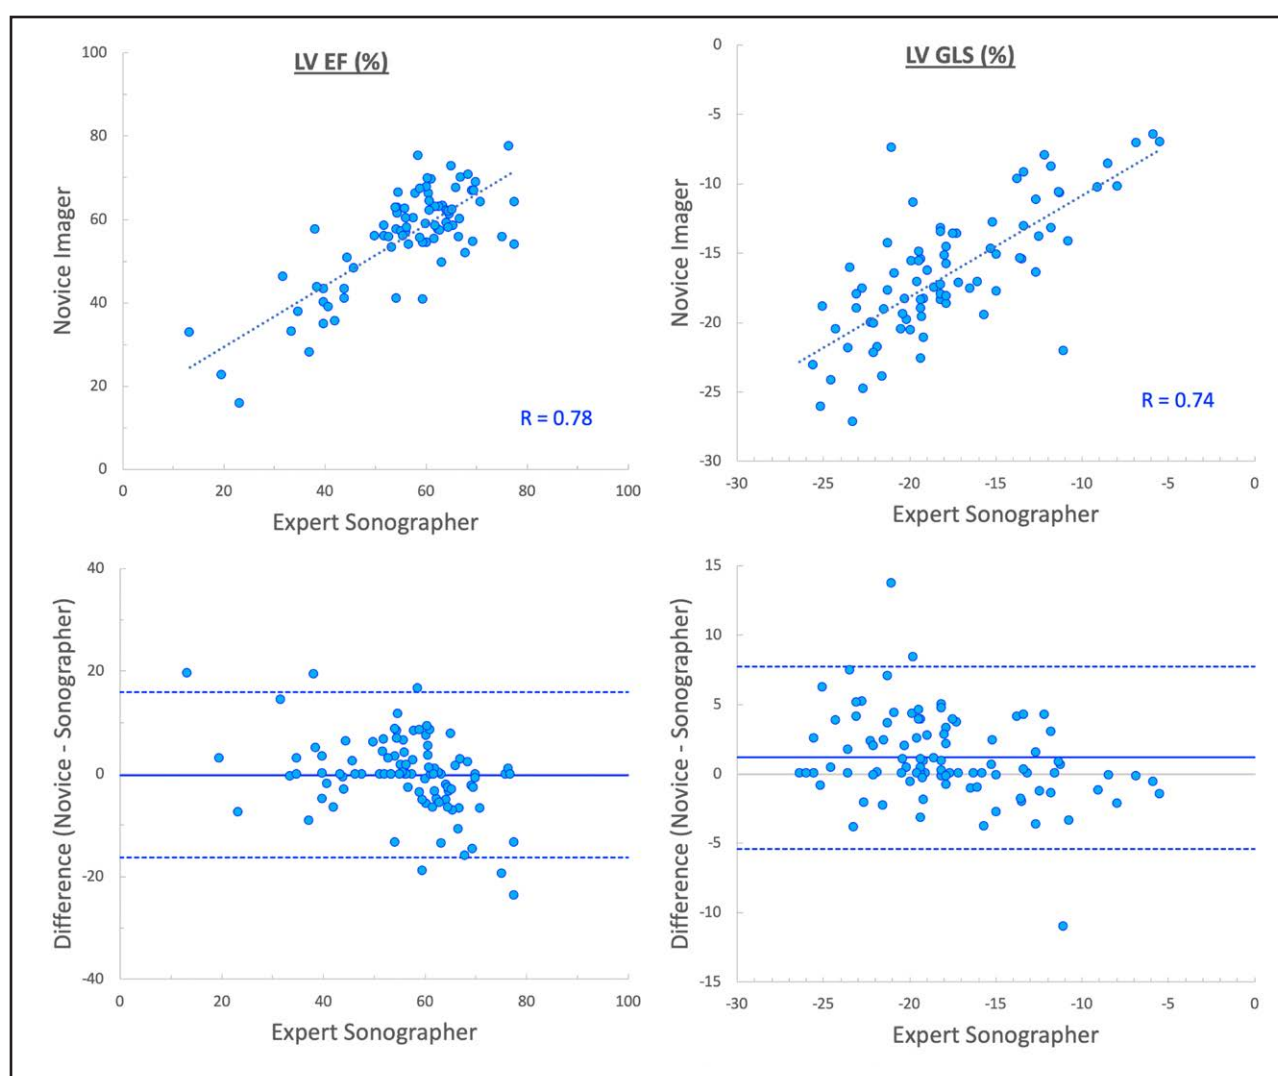 LV EF (%)
100
80
60
40
20
0
Novice Imager
R = 0.78
0 20 40 60 80 100
Expert Sonographer
LV GLS (%)
0
-5
-10
-15
-20
-25
-30
Novice Imager
R = 0.74
-30 -25 -20 -15 -10 -5 0
Expert Sonographer
40
20
0
-20
-40
Difference (Novice - Sonographer)
0 20 40 60 80 100
Expert Sonographer
15
10
5
0
-5
-10
-15
Difference (Novice - Sonographer)
-30 -25 -20 -15 -10 -5 0
Expert Sonographer